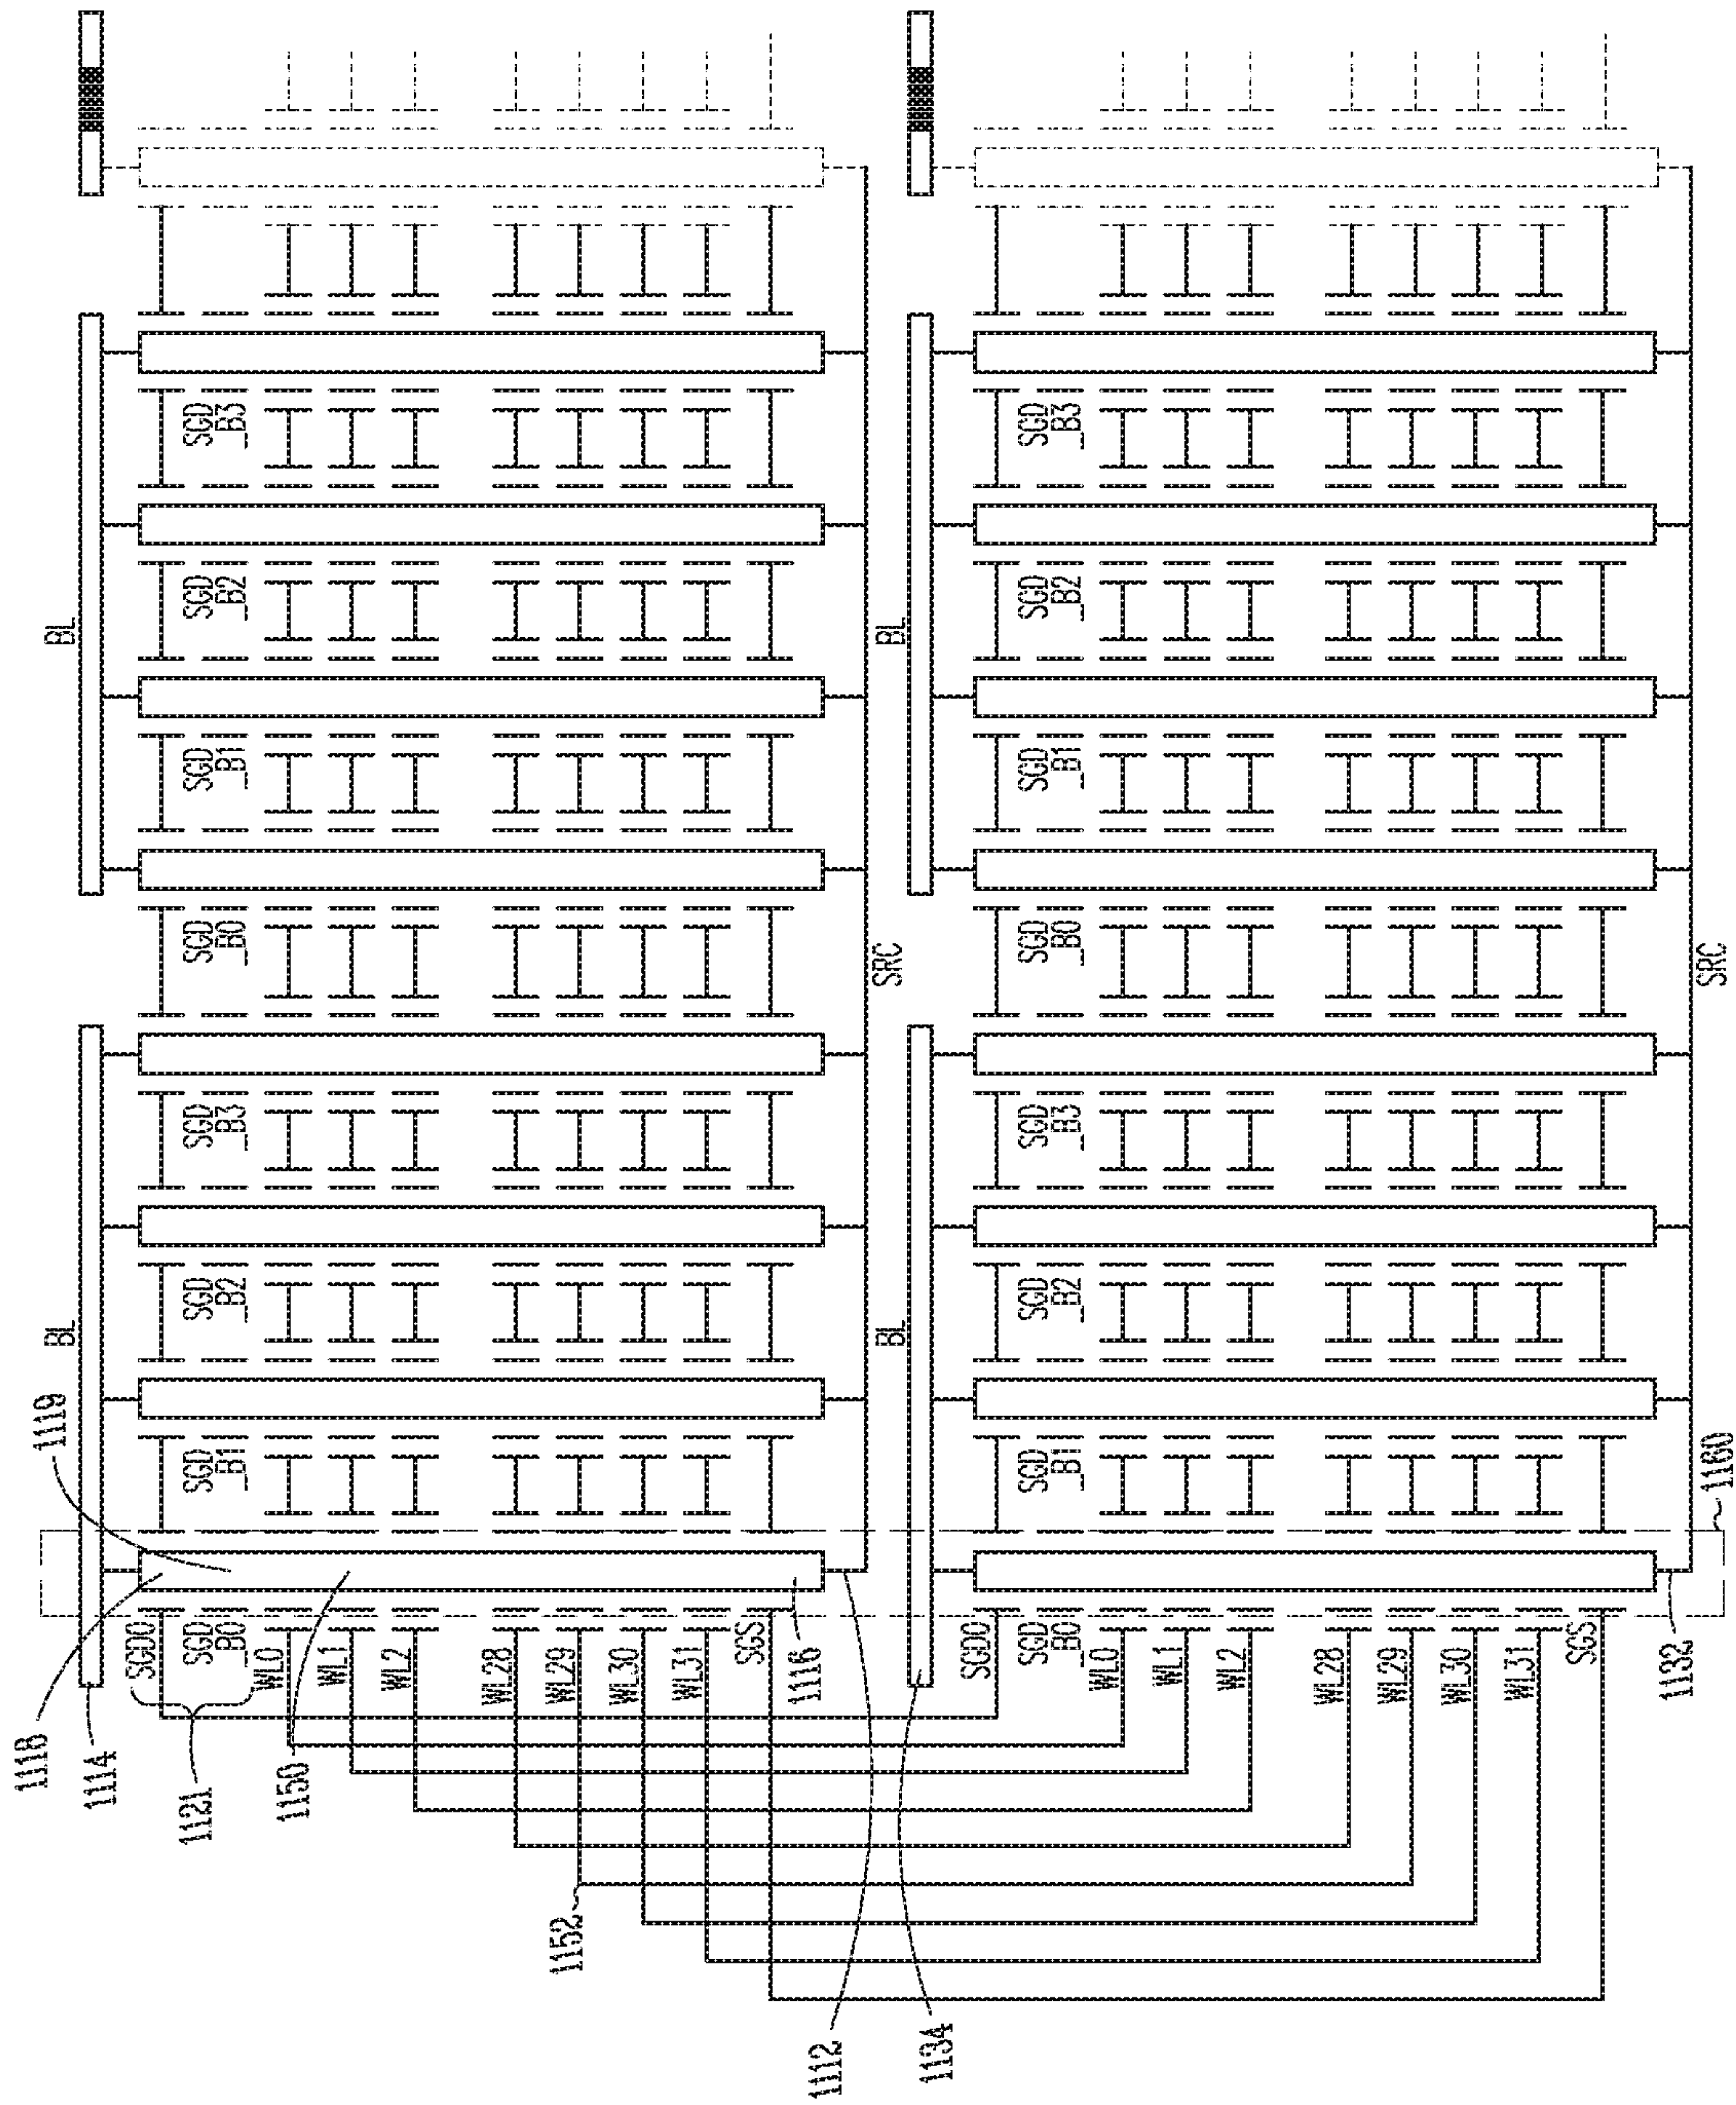 1118
1119
BL
BL
1114
SGD0
1121
SGD
_B0
SGD
_B1
SGD
_B2
SGD
_B3
SGD
_B0
SGD
_B1
SGD
_B2
SGD
_B3
WL0
1150
WL1
WL2
WL28
1152
WL29
WL30
WL31
SGS
1116
1112
SRC
BL
BL
1134
SGD0
SGD
_B0
SGD
_B1
SGD
_B2
SGD
_B3
SGD
_B0
SGD
_B1
SGD
_B2
SGD
_B3
WL0
WL1
WL2
WL28
WL29
WL30
WL31
SGS
1132
SRC
1160